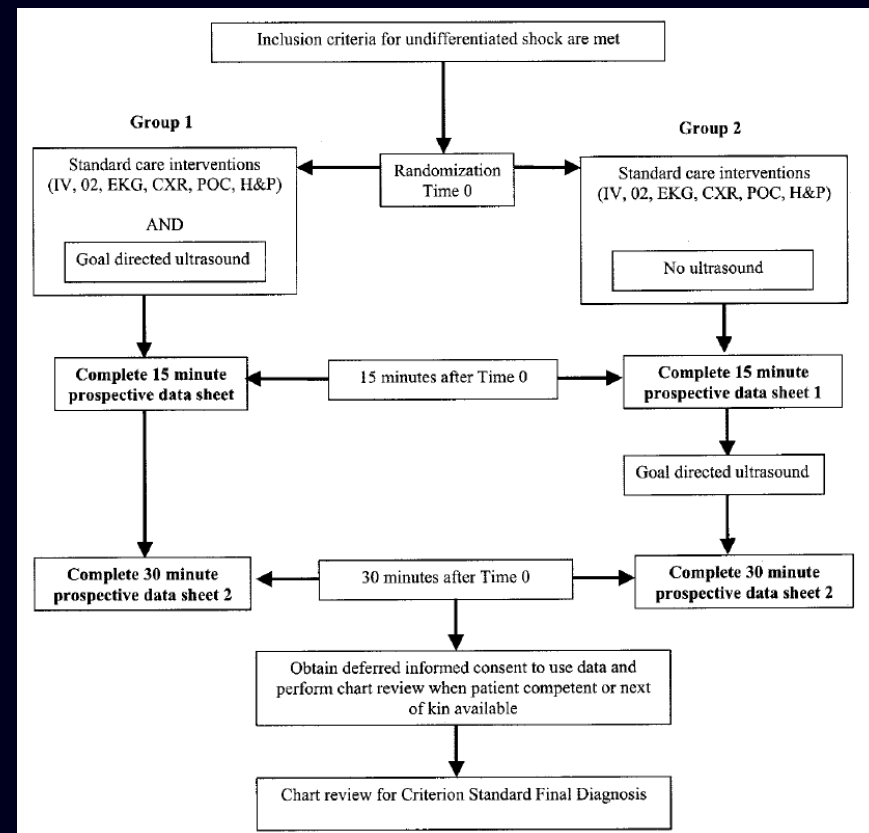 Inclusion criteria for undifferentiated shock are met
Group 1
Group 2
Standard care interventions
(IV, 02, EKG, CXR, POC, H&P)
AND
Goal directed ultrasound
Randomization
Time 0
Standard care interventions
(IV, 02, EKG, CXR, POC, H&P)
No ultrasound
Complete 15 minute
prospective data sheet
15 minutes after Time 0
Complete 15 minute
prospective data sheet 1
Goal directed ultrasound
Complete 30 minute
prospective data sheet 2
30 minutes after Time 0
Complete 30 minute
prospective data sheet 2
Obtain deferred informed consent to use data and
perform chart review when patient competent or next
of kin available
Chart review for Criterion Standard Final Diagnosis